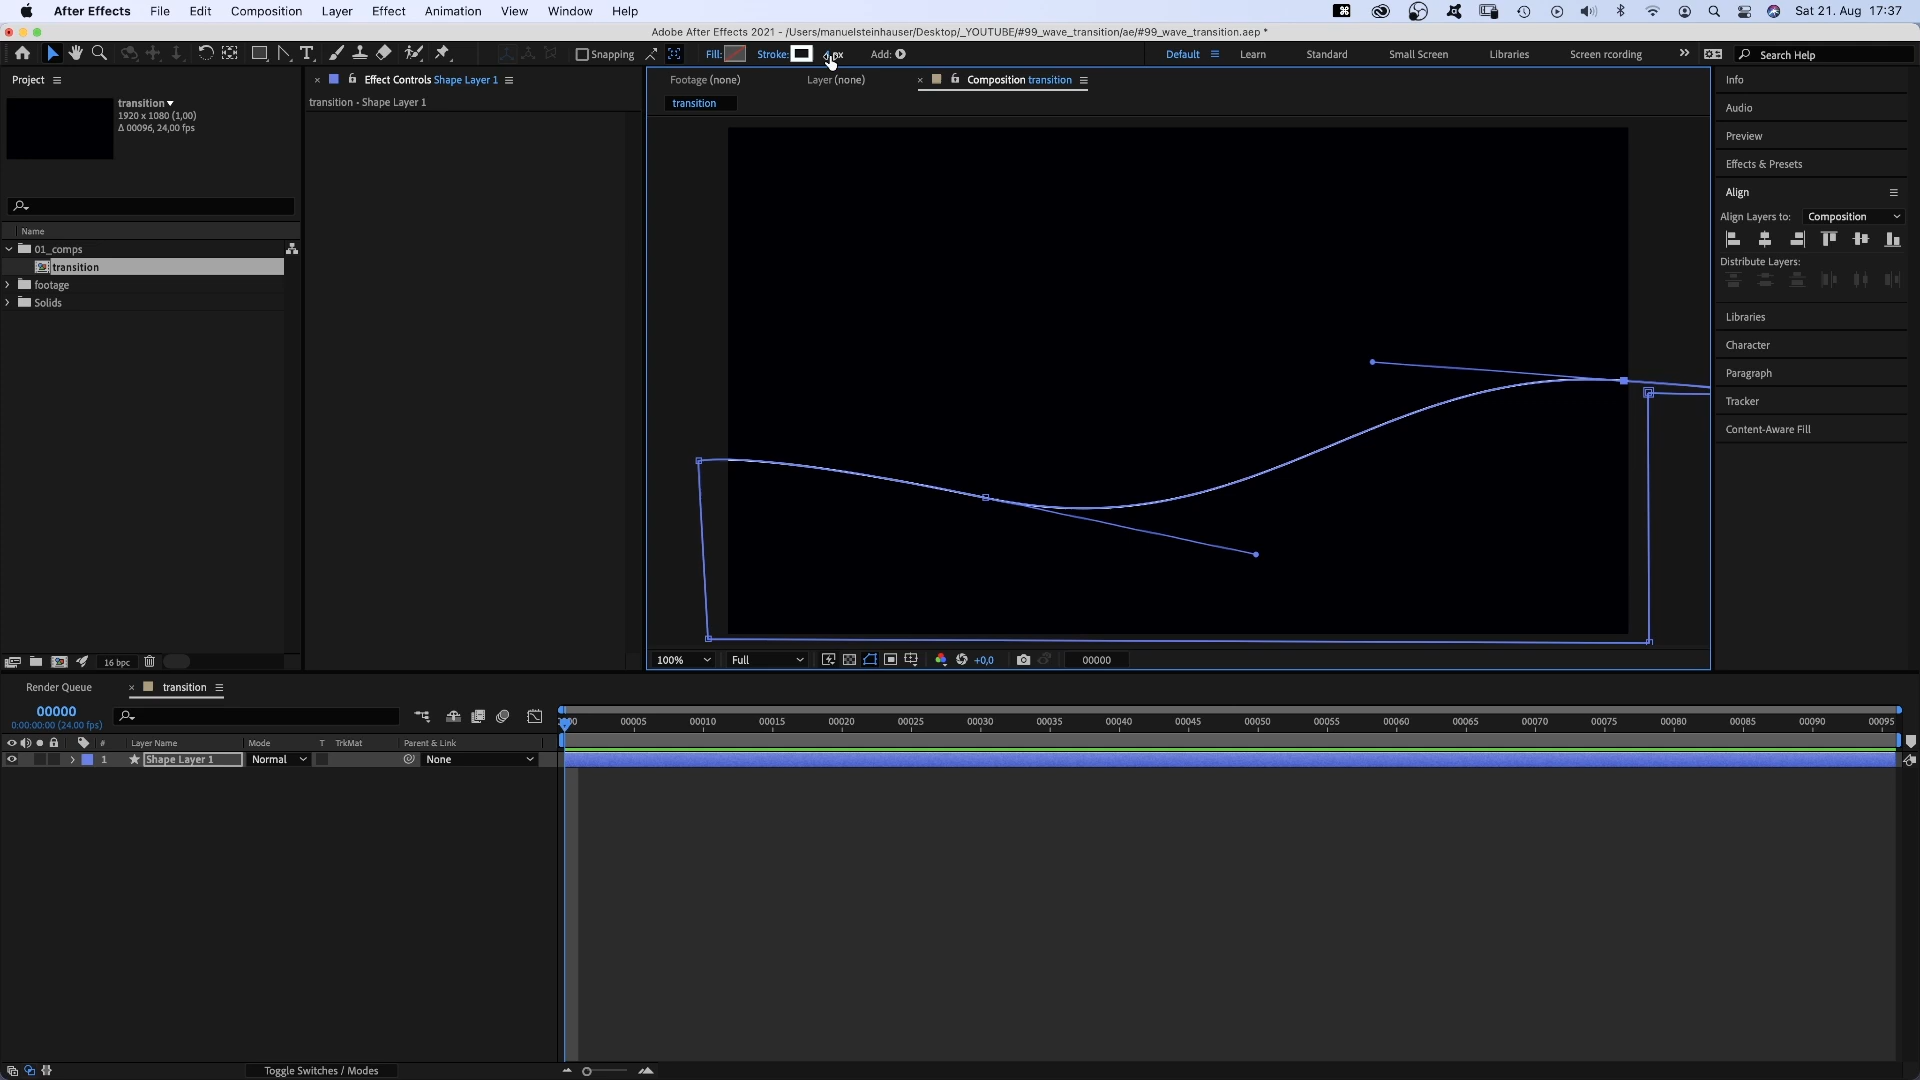 After Effects File Edit Composition Layer Effect Animation View Window Help Sat 21. Aug 17:37
Adobe After Effects 2021 - /Users/manuelsteinhauser/Desktop/_YOUTUBE/#99_wave_transition/ae/#99_wave_transition.aep *
Snapping Fill: Stroke: px Add: Default Learn Standard Small Screen Libraries Screen rcording Search Help
Project
Effect Controls Shape Layer 1
Footage (none) Layer (none) Composition transition
Info
transition
1920 x 1080 (1,00)
Δ 00096, 24,00 fps
transition - Shape Layer 1
transition
Audio
Preview
Effects & Presets
Align
Align Layers to: Composition
Distribute Layers:
Libraries
Character
Paragraph
Tracker
Content-Aware Fill
Name
01_comps
transition
footage
Solids
16 bpc
100% Full +0,0 00000
Render Queue transition
00000
0:00:00:00 (24.00 fps)
00005 00010 00015 00020 00025 00030 00035 00040 00045 00050 00055 00060 00065 00070 00075 00080 00085 00090 00095
# Layer Name Mode T TrkMat Parent & Link
1 Shape Layer 1 Normal None
Toggle Switches / Modes